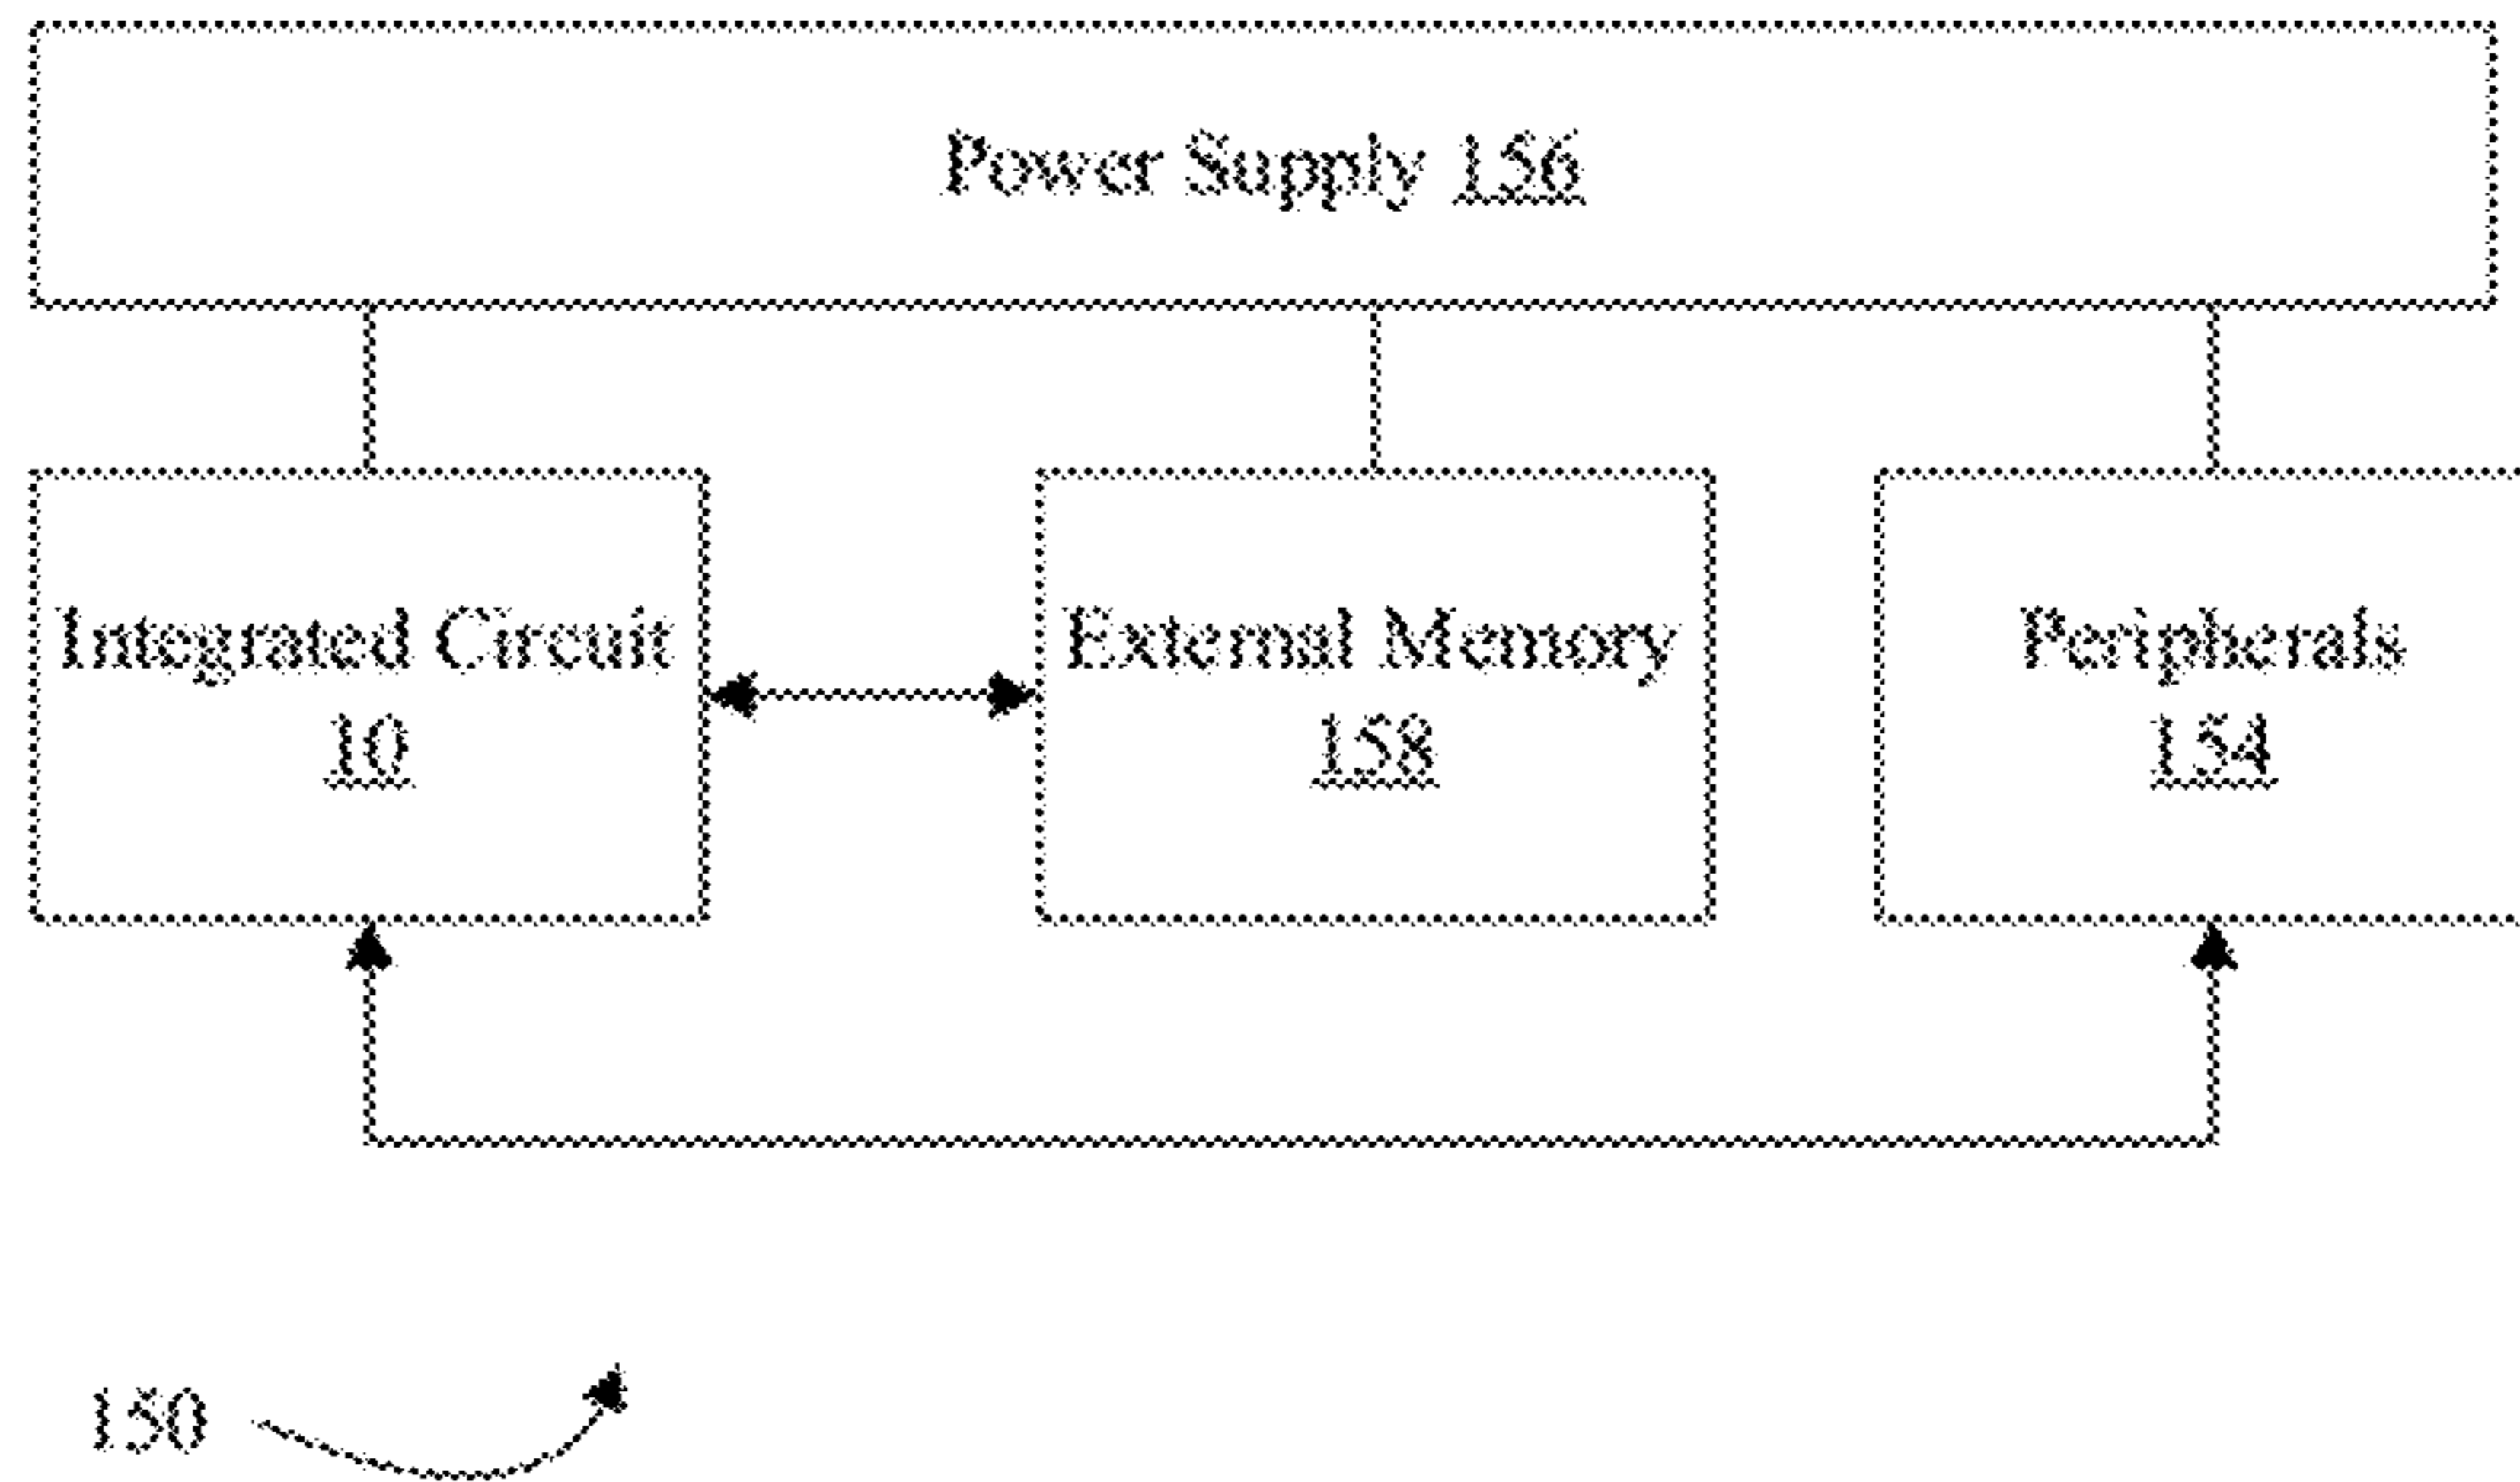 Power Supply 156
Integrated Circuit
10
External Memory
158
Peripherals
154
150